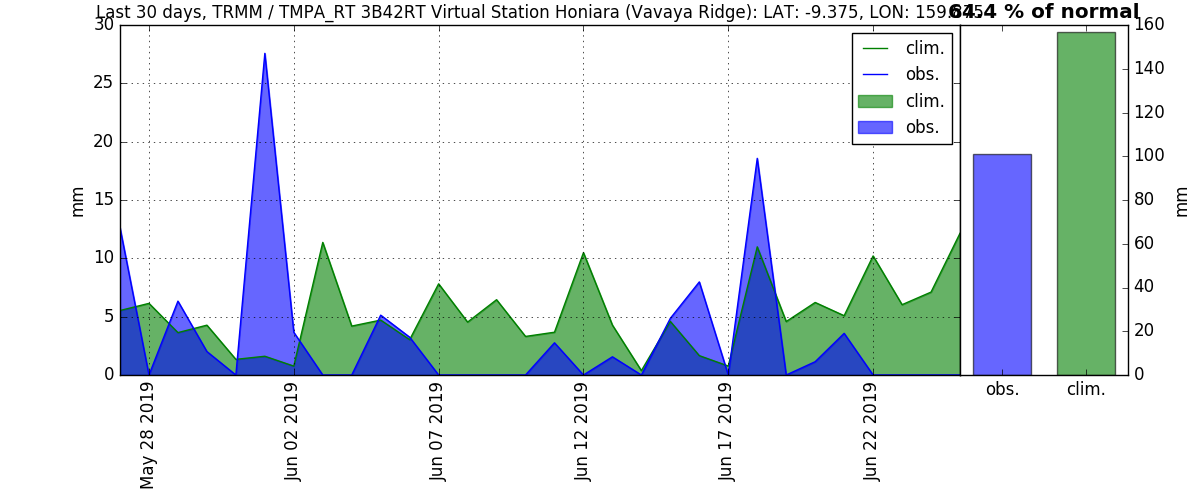 Last 30 days, TRMM / TMPA_RT 3B42RT Virtual Station Honiara (Vavaya Ridge): LAT: -9.375, LON:
64.4 % of normal
30
25
20
15
10
5
0
mm
clim.
obs.
clim.
obs.
160
140
120
100
80
60
40
20
0
mm
May 28 2019
Jun 02 2019
Jun 07 2019
Jun 12 2019
Jun 17 2019
Jun 22 2019
obs.
clim.